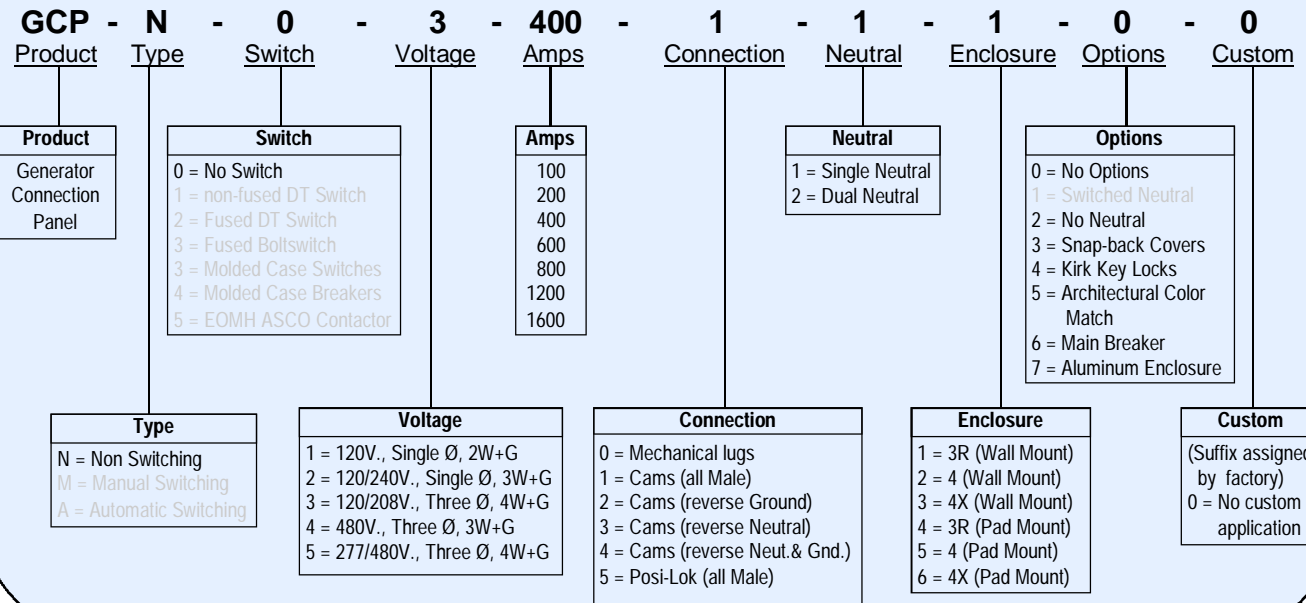 GCP - N - 0 - 3 - 400 - 1 - 1 - 1 - 0 - 0
Product Type Switch Voltage Amps Connection Neutral Enclosure Options Custom
Product
Generator
Connection
Panel
Switch
0 = No Switch
1 = non-fused DT Switch
2 = Fused DT Switch
3 = Fused Boltswitch
3 = Molded Case Switches
4 = Molded Case Breakers
5 = EOMH ASCO Contactor
Amps
100
200
400
600
800
1200
1600
Neutral
1 = Single Neutral
2 = Dual Neutral
Options
0 = No Options
1 = Switched Neutral
2 = No Neutral
3 = Snap-back Covers
4 = Kirk Key Locks
5 = Architectural Color
Match
6 = Main Breaker
7 = Aluminum Enclosure
Type
N = Non Switching
M = Manual Switching
A = Automatic Switching
Voltage
1 = 120V., Single Ø, 2W+G
2 = 120/240V., Single Ø, 3W+G
3 = 120/208V., Three Ø, 4W+G
4 = 480V., Three Ø, 3W+G
5 = 277/480V., Three Ø, 4W+G
Connection
0 = Mechanical lugs
1 = Cams (all Male)
2 = Cams (reverse Ground)
3 = Cams (reverse Neutral)
4 = Cams (reverse Neut.& Gnd.)
5 = Posi-Lok (all Male)
Enclosure
1 = 3R (Wall Mount)
2 = 4 (Wall Mount)
3 = 4X (Wall Mount)
4 = 3R (Pad Mount)
5 = 4 (Pad Mount)
6 = 4X (Pad Mount)
Custom
(Suffix assigned
by factory)
0 = No custom
application